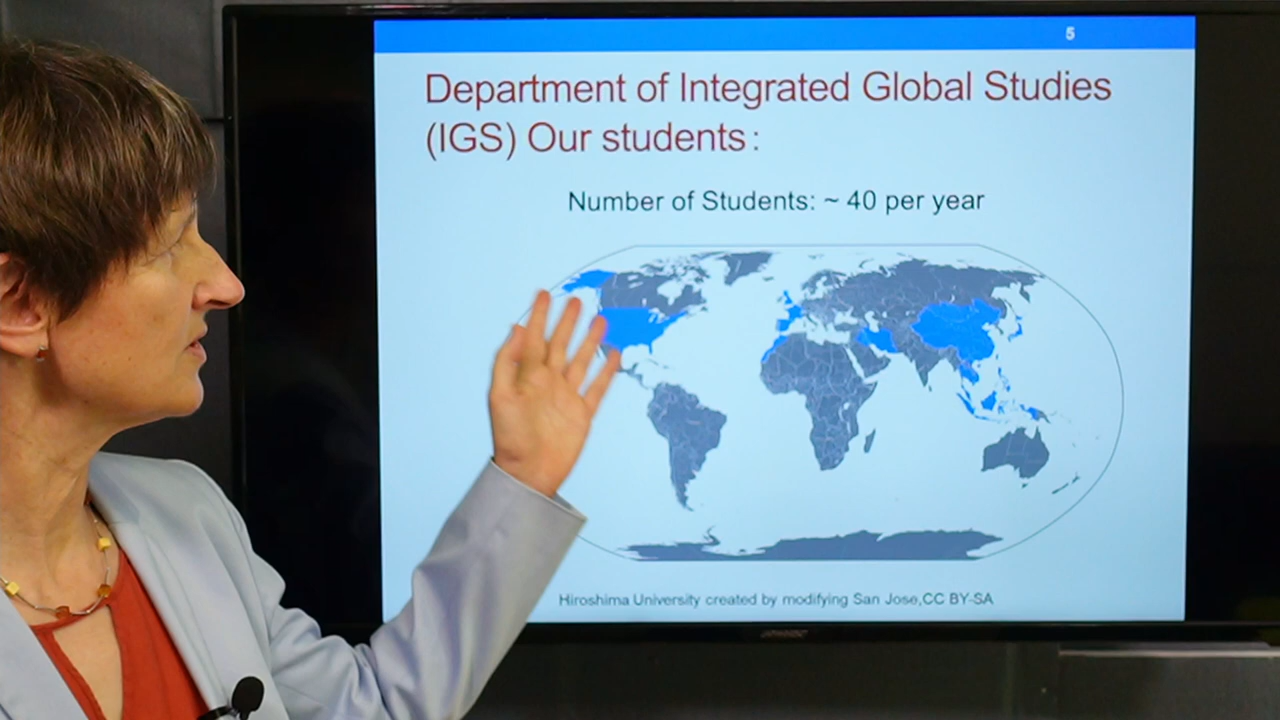 5
Department of Integrated Global Studies
(IGS) Our students :
Number of Students: ~ 40 per year
Hiroshima University created by modifying San Jose,CC BY-SA